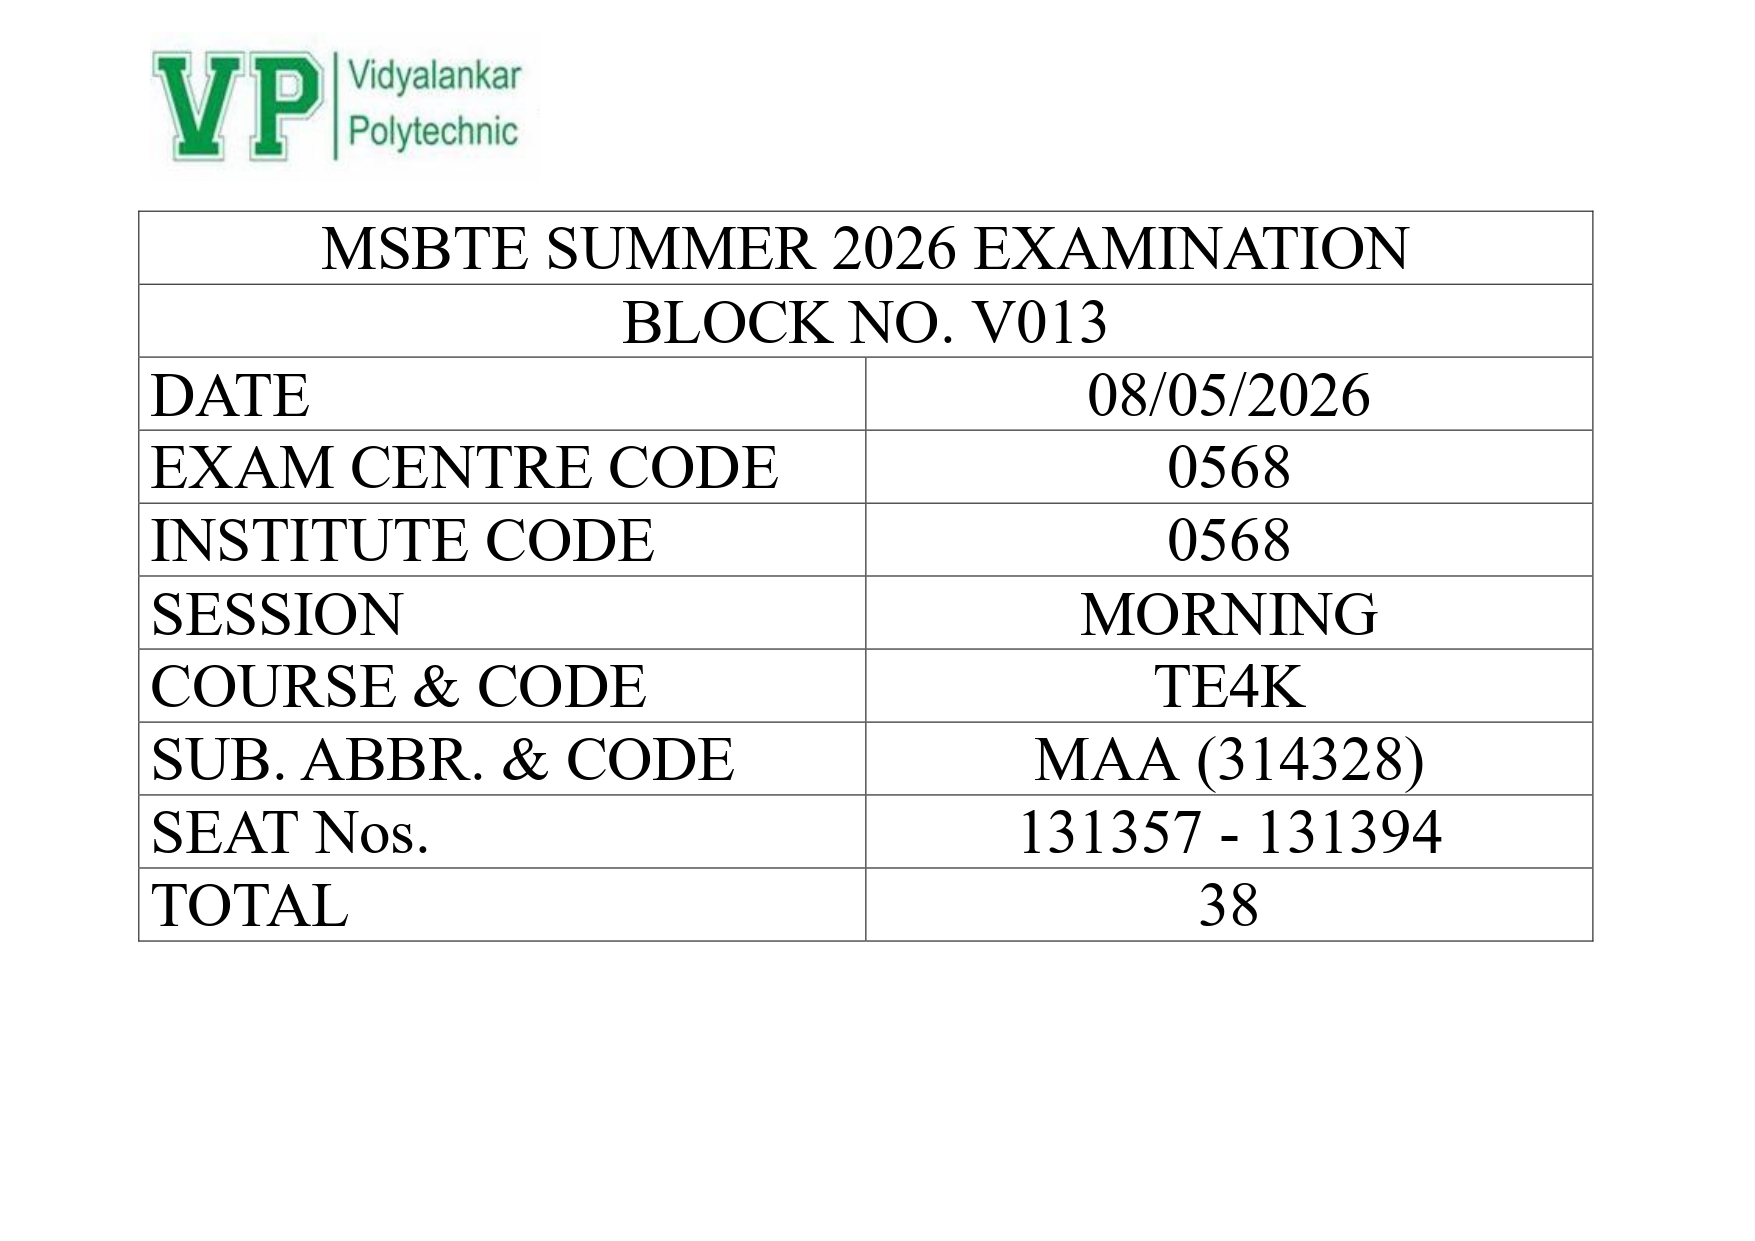 VP
Vidyalankar
Polytechnic
MSBTE SUMMER 2026 EXAMINATION
BLOCK NO. V013
DATE 08/05/2026
EXAM CENTRE CODE 0568
INSTITUTE CODE 0568
SESSION MORNING
COURSE & CODE TE4K
SUB. ABBR. & CODE MAA (314328)
SEAT Nos. 131357 - 131394
TOTAL 38